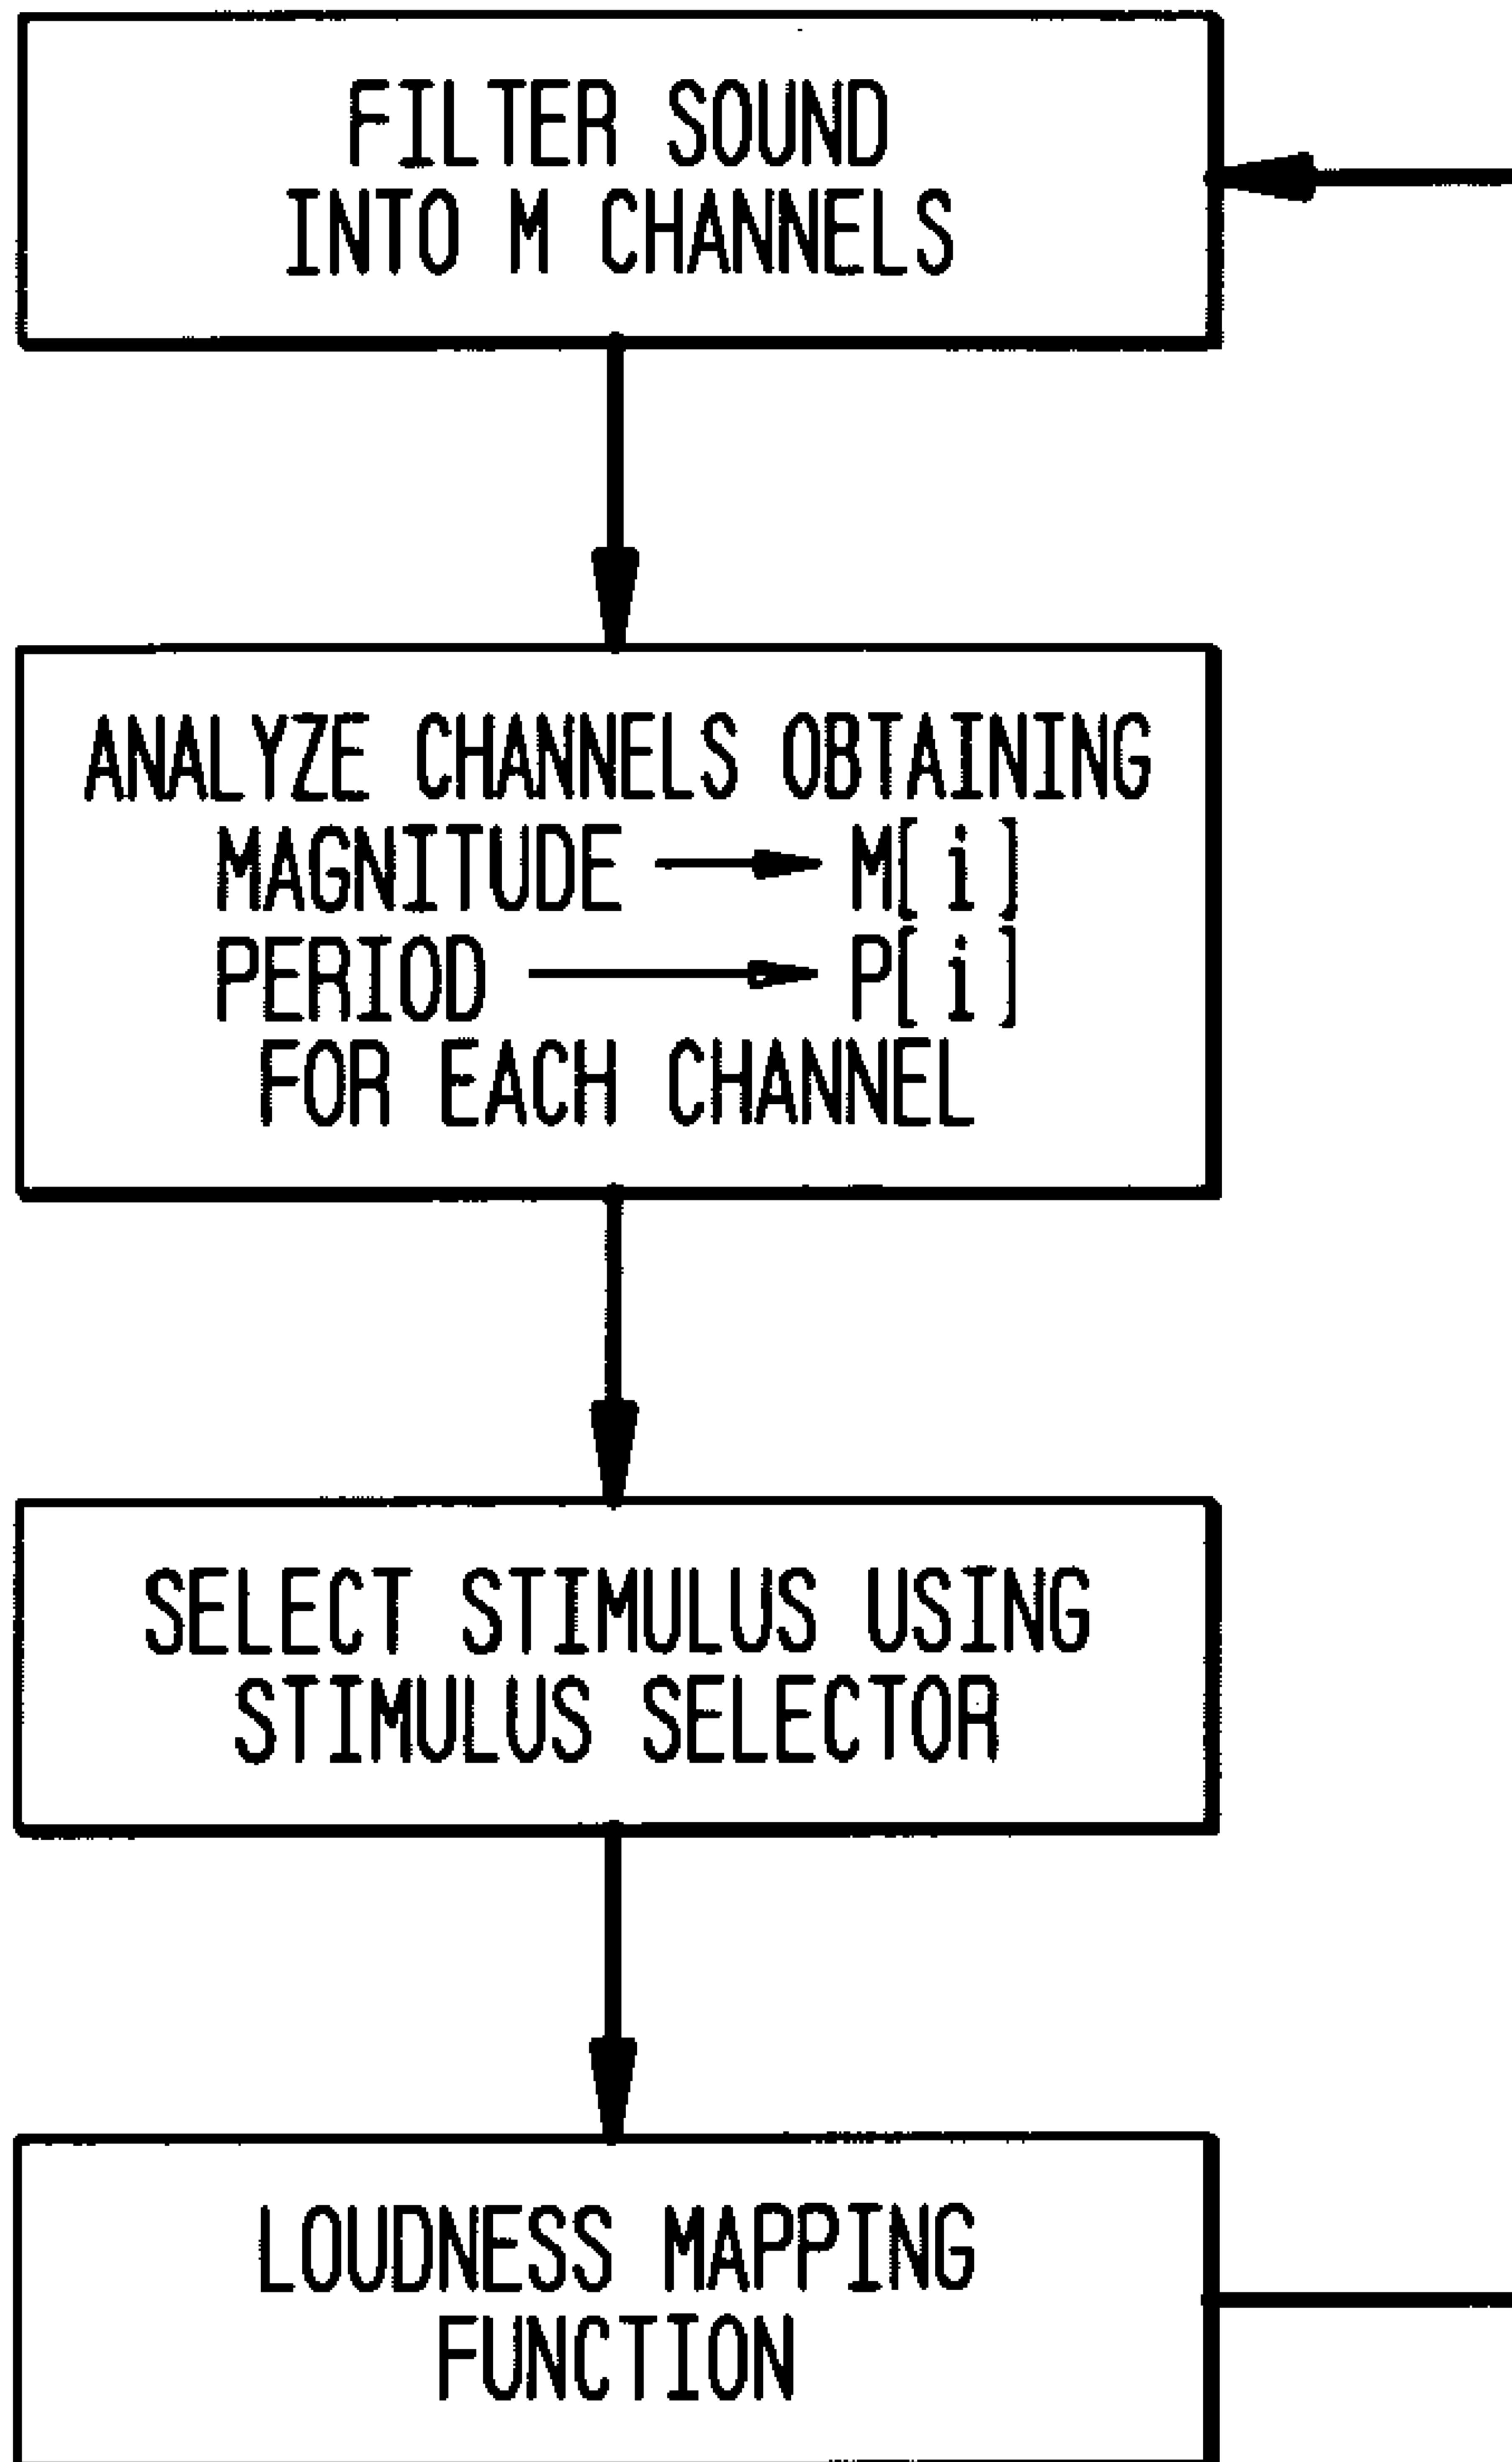 FILTER SOUND
INTO M CHANNELS
ANALYZE CHANNELS OBTAINING
MAGNITUDE → M[i]
PERIOD → P[i]
FOR EACH CHANNEL
SELECT STIMULUS USING
STIMULUS SELECTOR
LOUDNESS MAPPING
FUNCTION